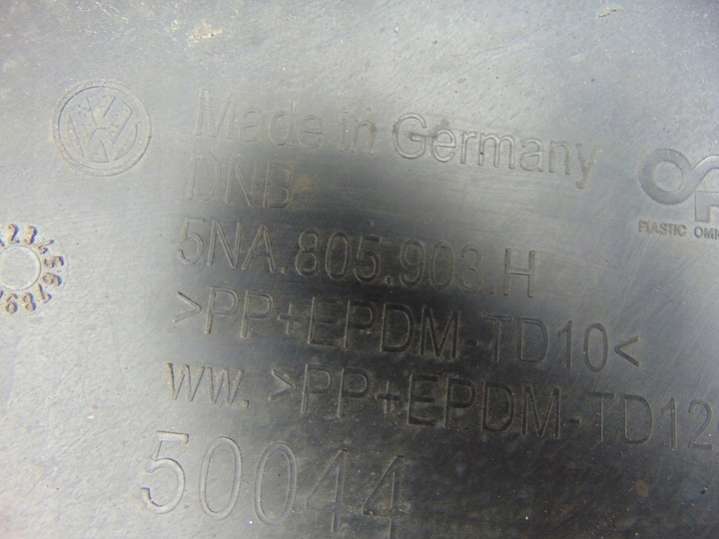 Made in Germany
DNB
PLASTIC OMN
5NA.805.903.H
>PP+EPDM-TD10<
WW. >PP+EPDM-TD12
50044